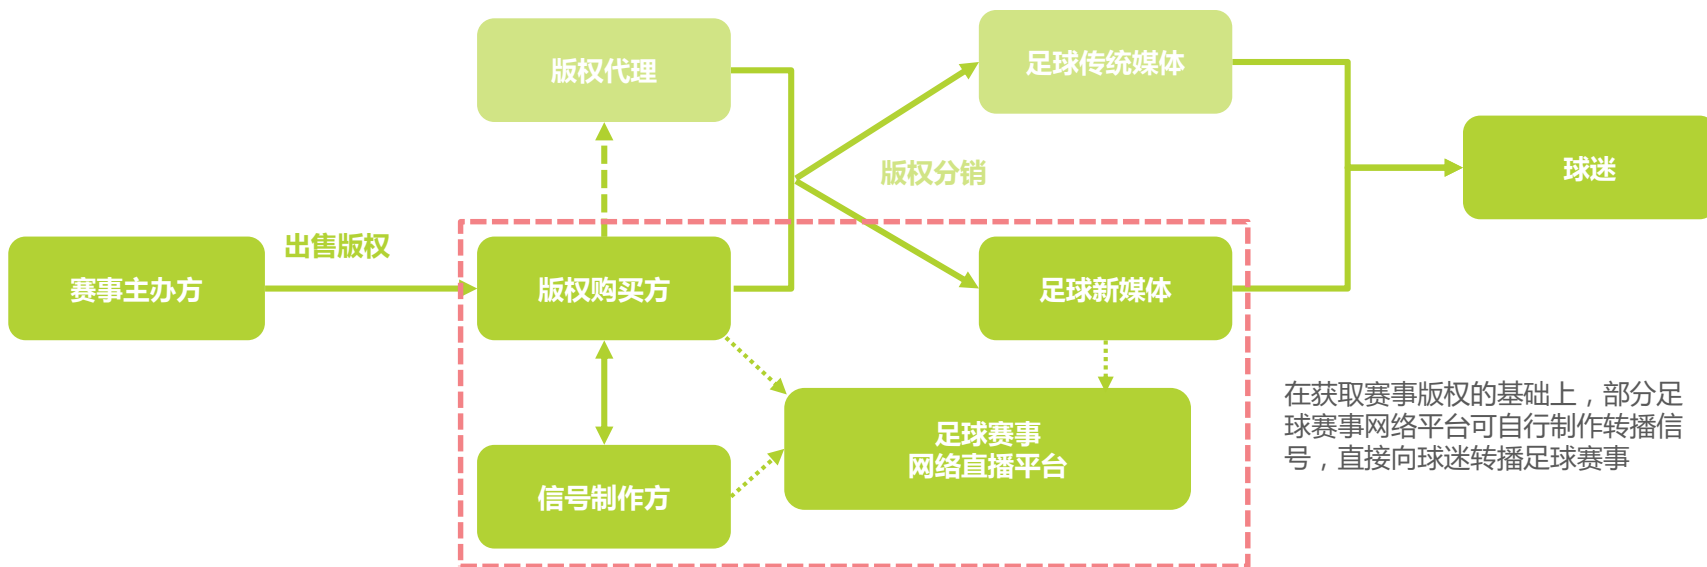 版权代理
足球传统媒体
版权分销
球迷
出售版权
赛事主办方
版权购买方
足球新媒体
足球赛事
网络直播平台
信号制作方
在获取赛事版权的基础上，部分足
球赛事网络平台可自行制作转播信
号，直接向球迷转播足球赛事